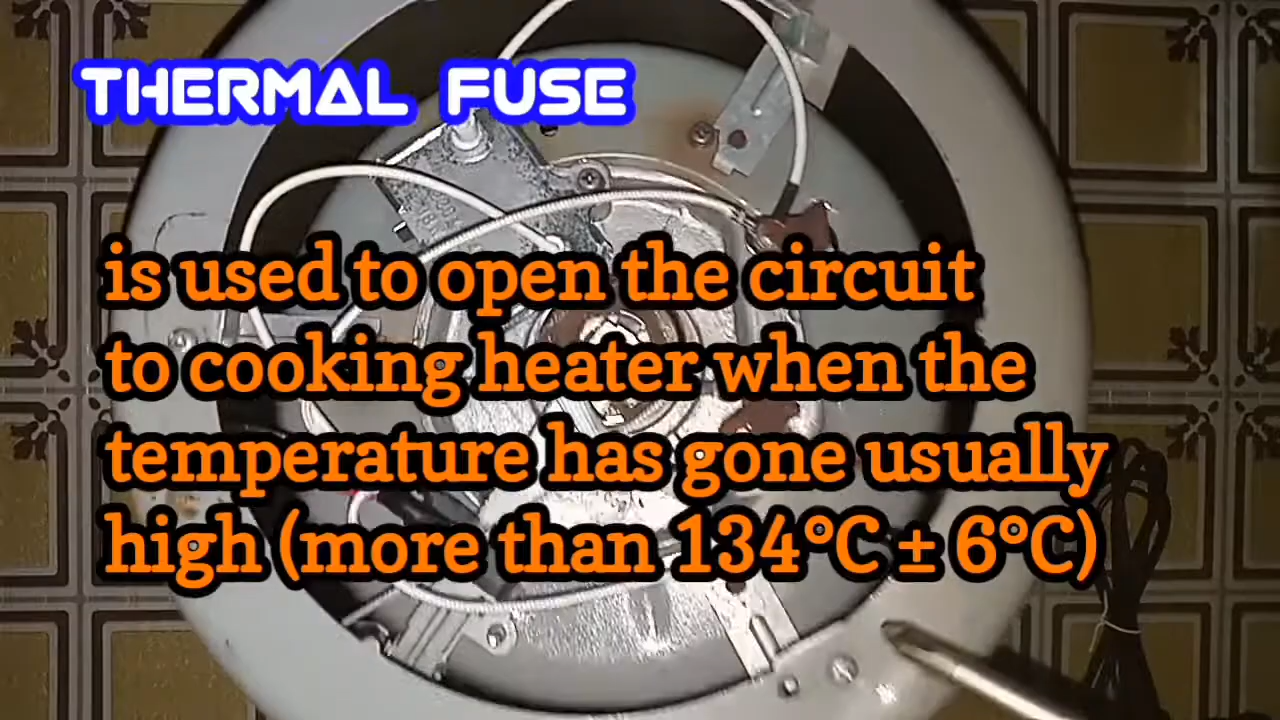 THERMAL FUSE
is used to open the circuit
to cooking heater when the
temperature has gone usually
high (more than 134°C ± 6°C)